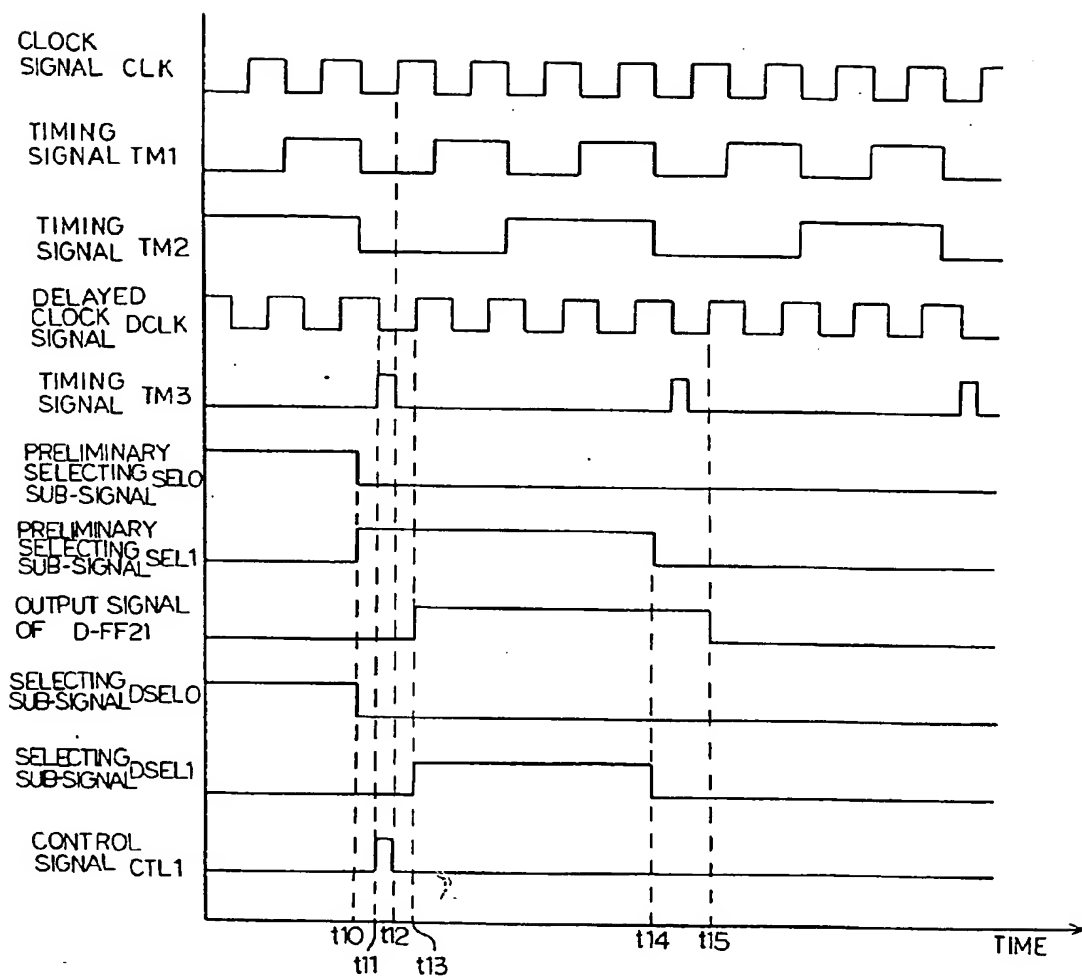 CLOCK
SIGNAL CLK
TIMING
SIGNAL TM1
TIMING
SIGNAL TM2
DELAYED
CLOCK DCLK
SIGNAL
TIMING
SIGNAL TM3
PRELIMINARY
SELECTING SEL0
SUB-SIGNAL
PRELIMINARY
SELECTING SEL1
SUB-SIGNAL
OUTPUT SIGNAL
OF D-FF21
SELECTING DSEL0
SUB-SIGNAL
SELECTING DSEL1
SUB-SIGNAL
CONTROL
SIGNAL CTL1
t10 t12 t14 t15 TIME
t11 t13